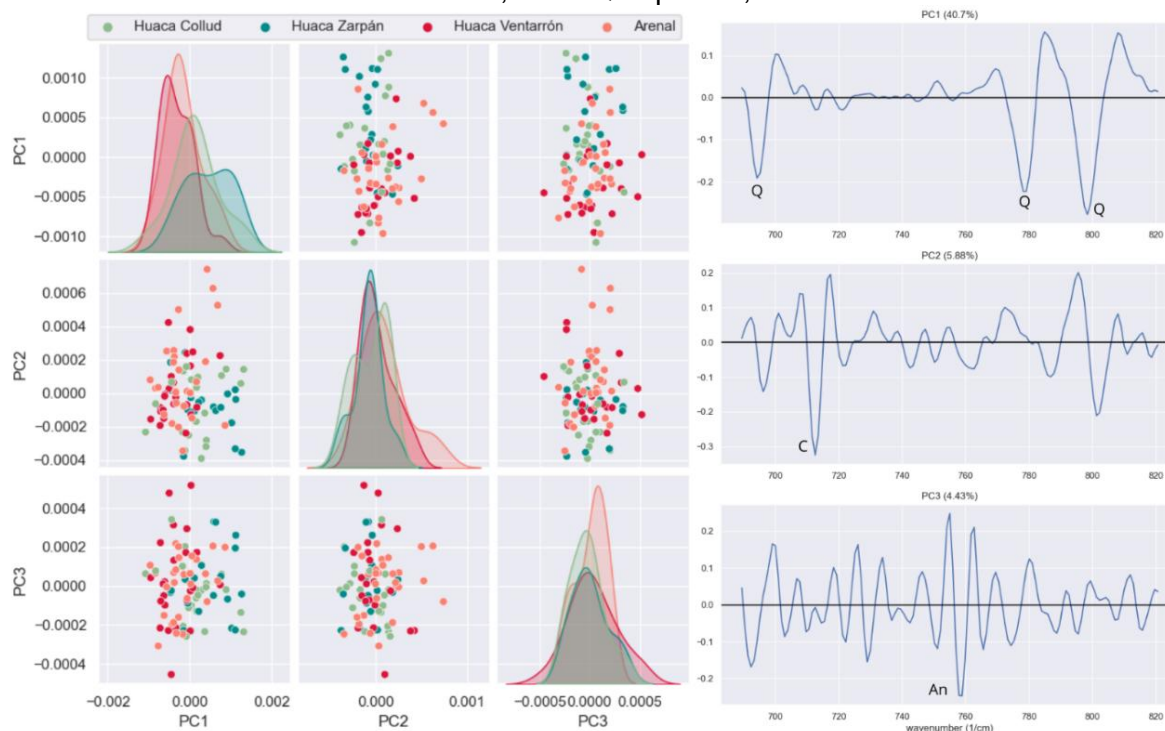 Huaca Collud Huaca Zarpán Huaca Ventarrón Arenal
PC1
0.0010
0.0005
0.0000
−0.0005
−0.0010
−0.002 0.000 0.002
PC2
0.0006
0.0004
0.0002
0.0000
−0.0002
−0.0004
PC3
0.0004
0.0002
0.0000
−0.0002
−0.0004
−0.002 0.000 0.002
0.000 0.001
−0.0005 0.0000 0.0005
PC1 PC2 PC3
PC1 (40.7%)
0.1
0.0
−0.1
−0.2
Q Q Q
700 720 740 760 780 800 820
PC2 (5.88%)
0.2
0.1
0.0
−0.1
−0.2
−0.3
C
700 720 740 760 780 800 820
PC3 (4.43%)
0.2
0.1
0.0
−0.1
−0.2
An
700 720 740 760 780 800 820
wavenumber (1/cm)